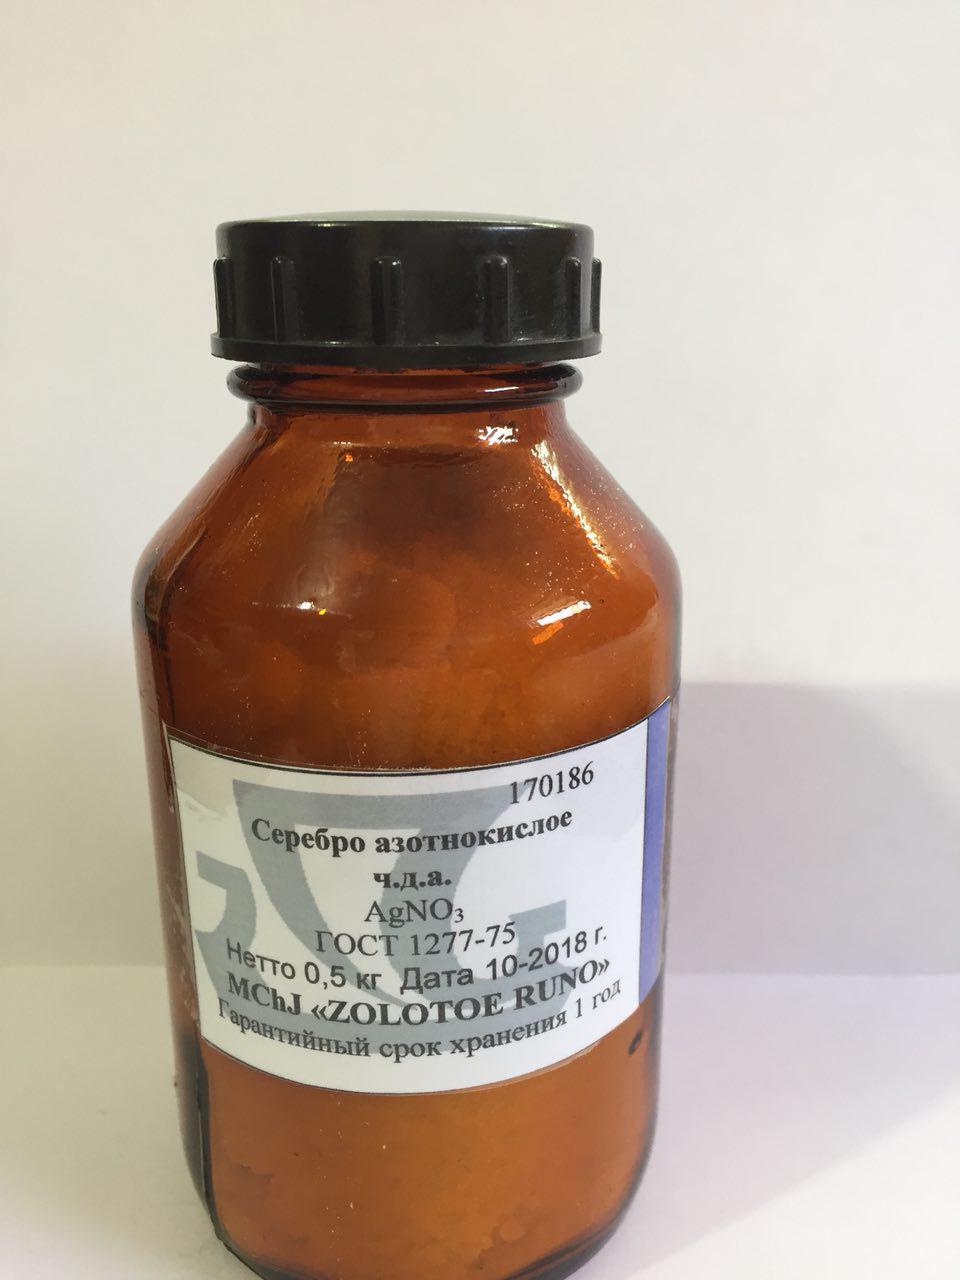 170186
Серебро азотнокислое
ч.д.а.
AgNO₃
ГОСТ 1277-75
Нетто 0,5 кг Дата 10-2018 г.
MChJ «ZOLOTOE RUNO»
Гарантийный срок хранения 1 год